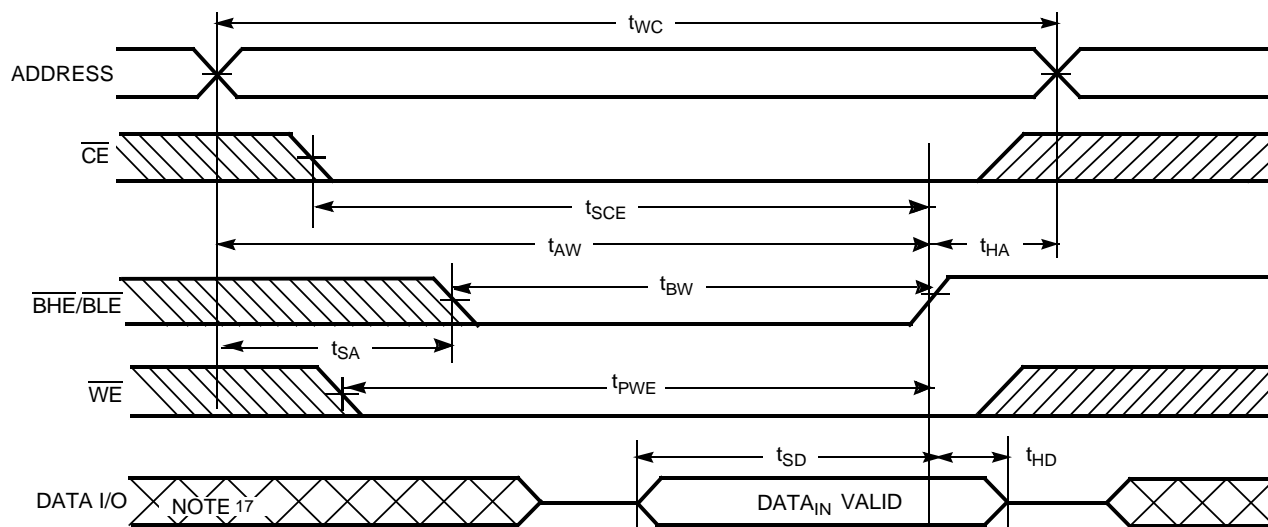 tWC
ADDRESS
CE
tSCE
tAW
tHA
BHE/BLE
tBW
tSA
WE
tPWE
tSD
tHD
DATA I/O
NOTE 17
DATAIN VALID